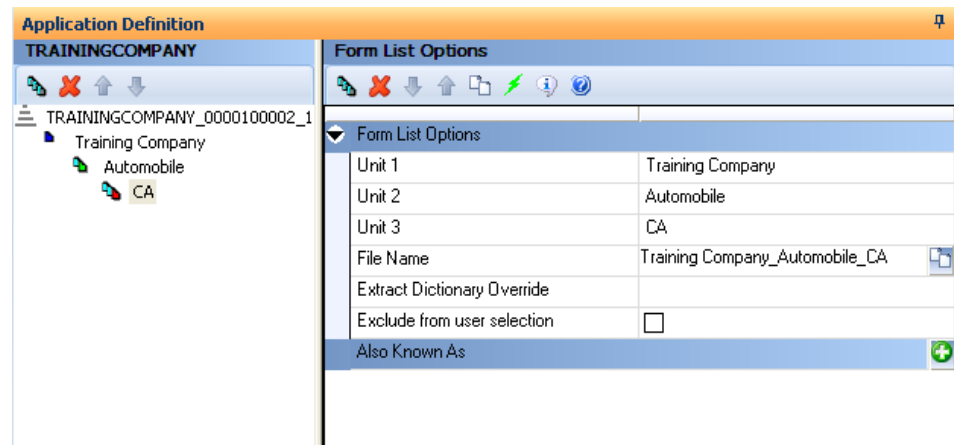 Application Definition
TRAININGCOMPANY
TRAININGCOMPANY_0000100002_1
Training Company
Automobile
CA
Form List Options
Form List Options
Unit 1 Training Company
Unit 2 Automobile
Unit 3 CA
File Name Training Company_Automobile_CA
Extract Dictionary Override
Exclude from user selection
Also Known As